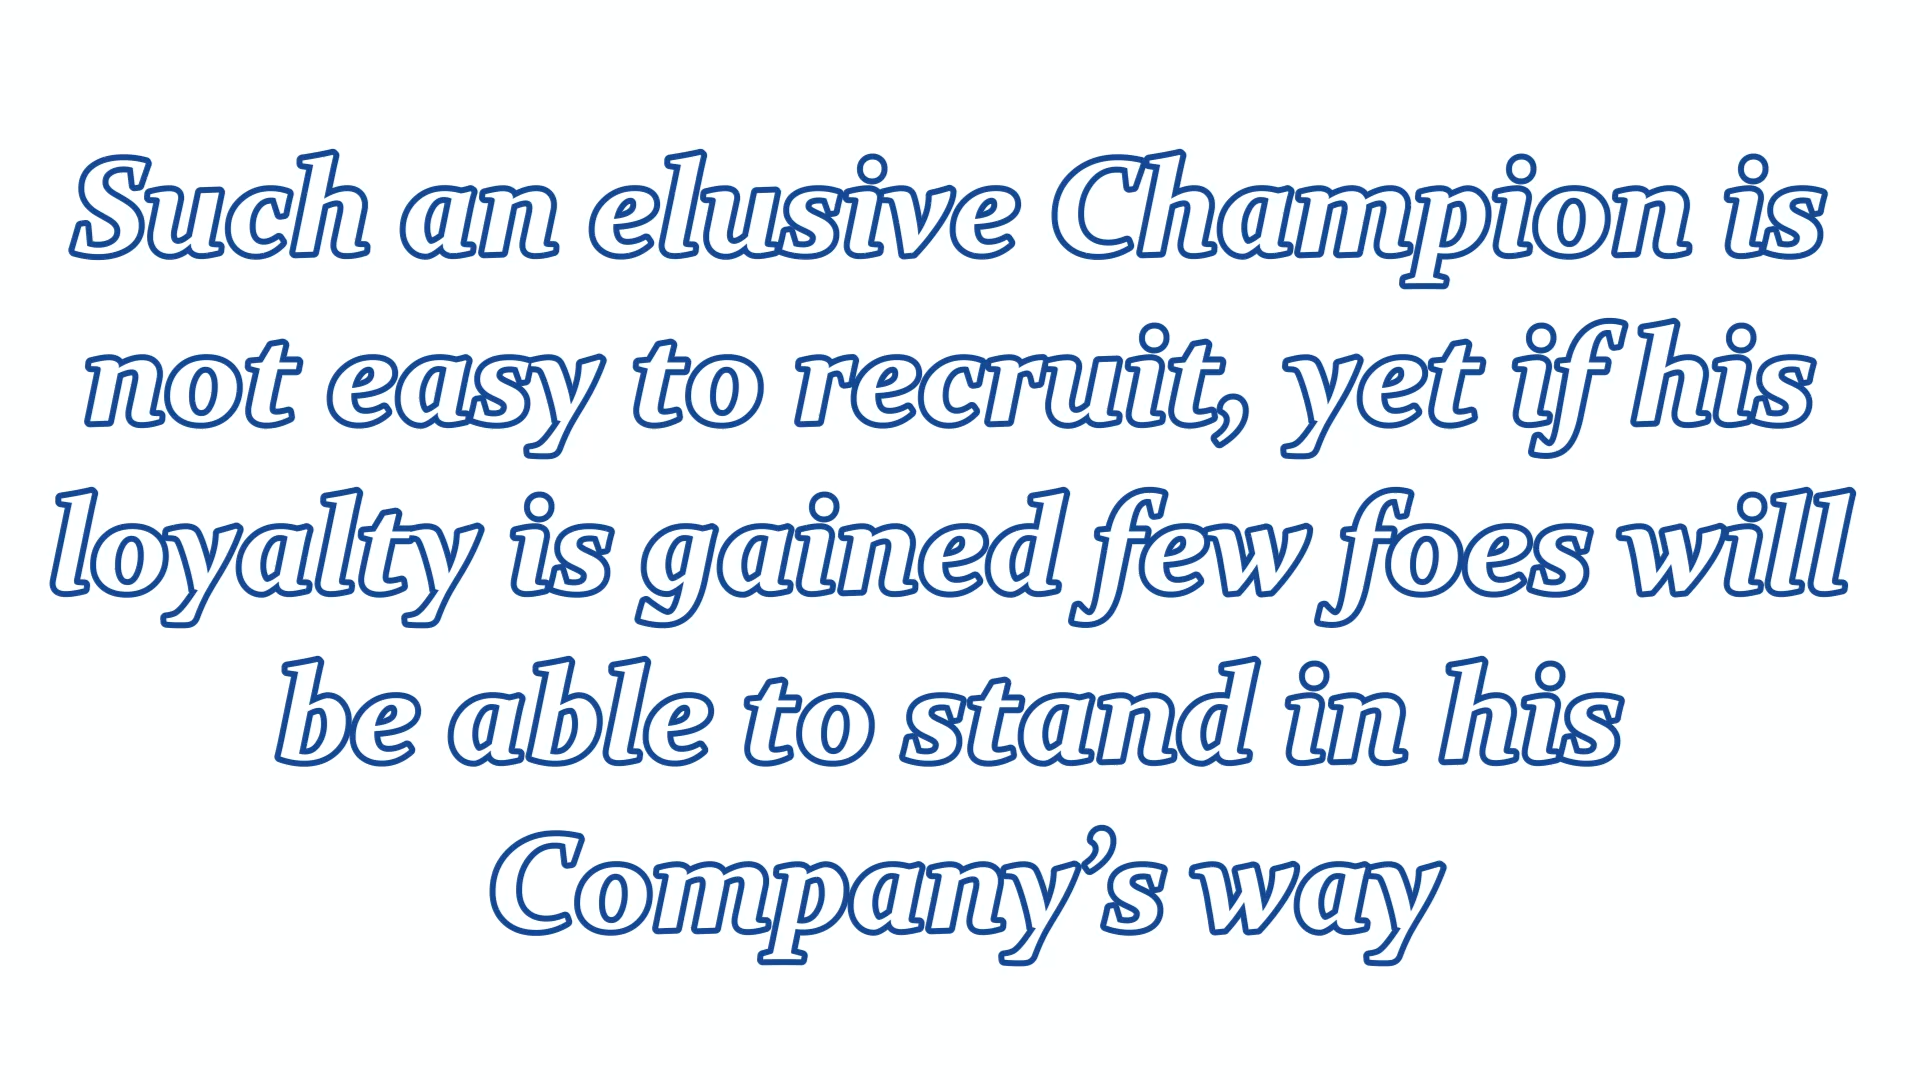 Such an elusive Champion is
not easy to recruit, yet if his
loyalty is gained few foes will
be able to stand in his
Company’s way